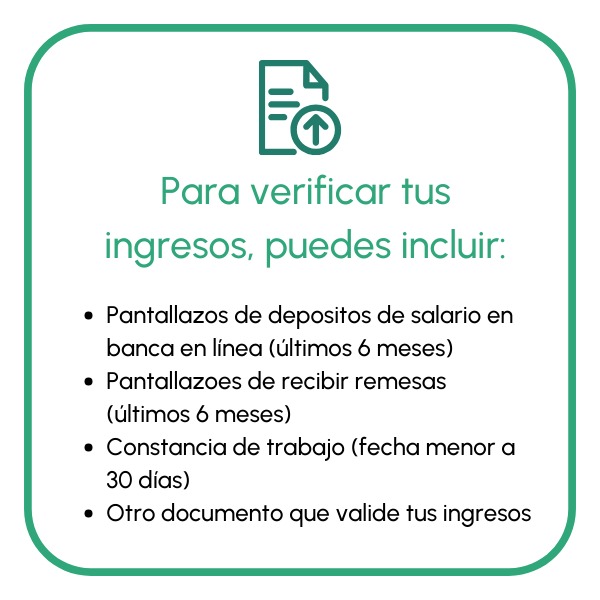 Para verificar tus
ingresos, puedes incluir:
• Pantallazos de depositos de salario en
banca en línea (últimos 6 meses)
• Pantallazoes de recibir remesas
(últimos 6 meses)
• Constancia de trabajo (fecha menor a
30 días)
• Otro documento que valide tus ingresos